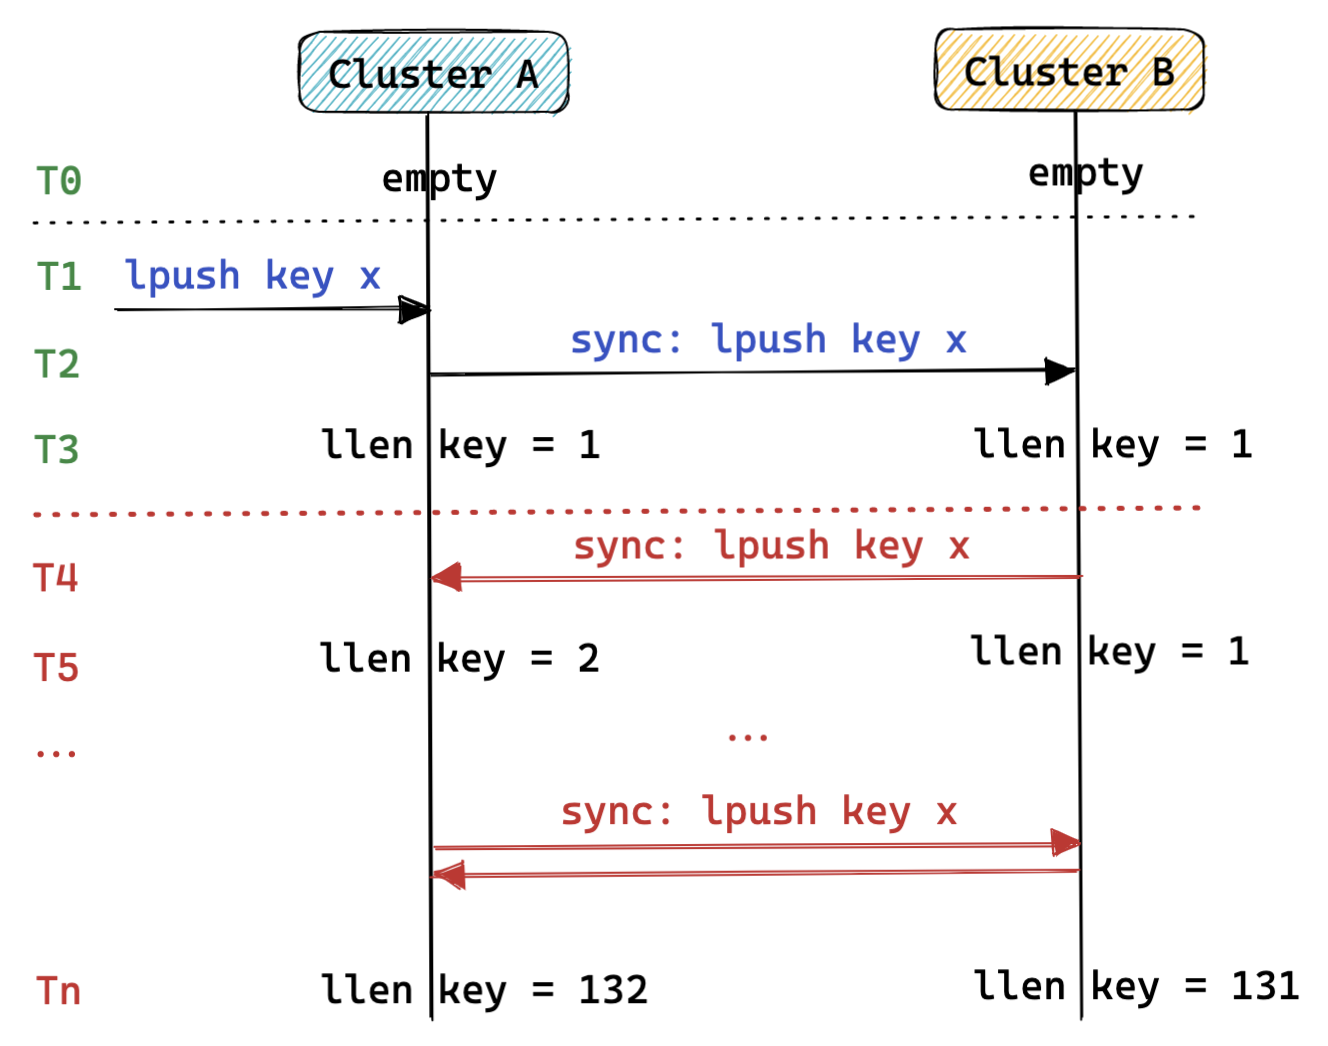 Cluster A
Cluster B
T0
empty
empty
T1
lpush key x
T2
sync: lpush key x
T3
llen key = 1
llen key = 1
sync: lpush key x
T4
T5
llen key = 2
llen key = 1
...
...
sync: lpush key x
Tn
llen key = 132
llen key = 131